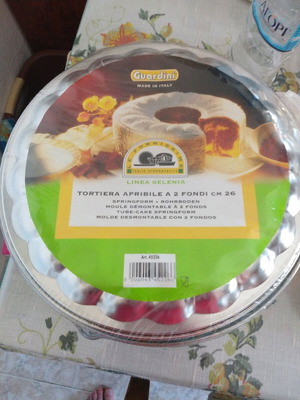 Guardini
MADE IN ITALY
LINEA SELENIA
TORTIERA APRIBILE A 2 FONDI CM 26
SPRINGFORM + ROHRBODEN
MOULE DÉMONTABLE À 2 FONDS
TUBE-CAKE SPRINGFORM
MOLDE DESMONTABLE CON 2 FONDOS